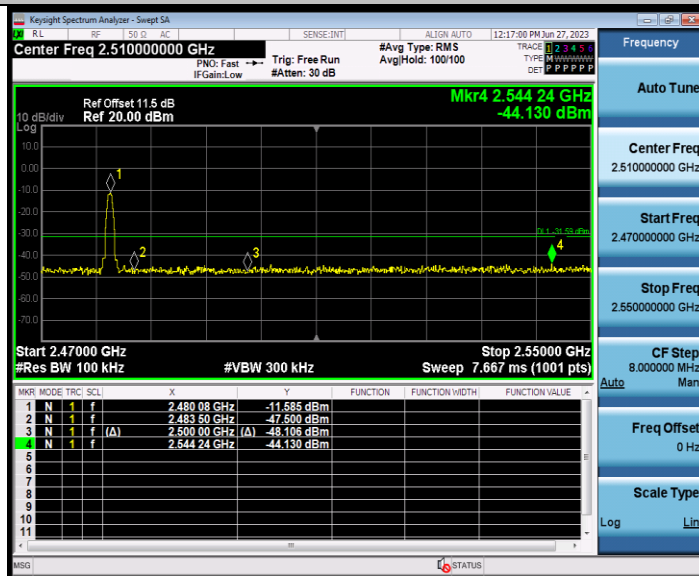 Keysight Spectrum Analyzer - Swept SA
LXI RL RF 50 Ω AC SENSE:INT ALIGN AUTO 12:17:00 PM Jun 27, 2023
Center Freq 2.510000000 GHz
PNO: Fast
IFGain:Low
Trig: Free Run
#Atten: 30 dB
#Avg Type: RMS
Avg|Hold: 100/100
TRACE 1 2 3 4 5 6
TYPE M WWWWW
DET P P P P P P
Mkr4 2.544 24 GHz
-44.130 dBm
Ref Offset 11.5 dB
10 dB/div Ref 20.00 dBm
Log
10.0
0.00
-10.0
-20.0
-30.0
-40.0
-50.0
-60.0
-70.0
1
2
3
4
DL1 -31.59 dBm
Start 2.47000 GHz Stop 2.55000 GHz
#Res BW 100 kHz #VBW 300 kHz Sweep 7.667 ms (1001 pts)
MKR MODE TRC SCL X Y FUNCTION FUNCTION WIDTH FUNCTION VALUE
1 N 1 f 2.480 08 GHz -11.585 dBm
2 N 1 f 2.483 50 GHz -47.500 dBm
3 N 1 f (Δ) 2.500 00 GHz (Δ) -48.106 dBm
4 N 1 f 2.544 24 GHz -44.130 dBm
5
6
7
8
9
10
11
MSG STATUS
Frequency
Auto Tune
Center Freq
2.510000000 GHz
Start Freq
2.470000000 GHz
Stop Freq
2.550000000 GHz
CF Step
8.000000 MHz
Auto Man
Freq Offset
0 Hz
Scale Type
Log Lin